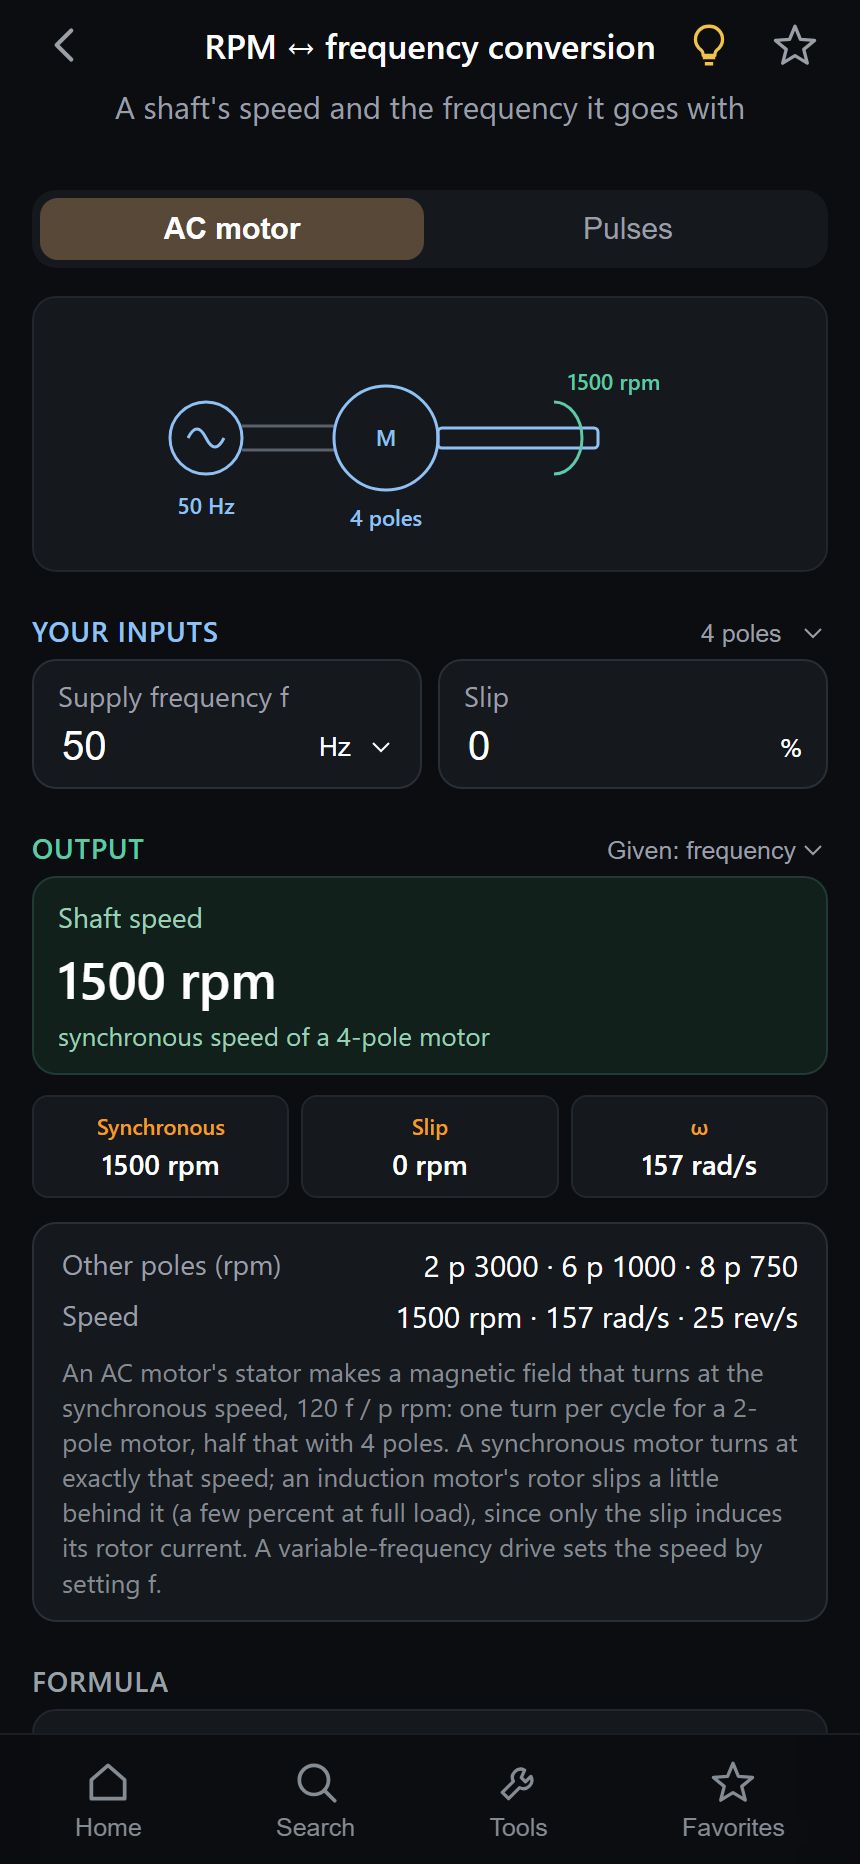 RPM ↔ frequency conversion
A shaft's speed and the frequency it goes with
AC motor
Pulses
1500 rpm
M
50 Hz
4 poles
YOUR INPUTS
4 poles
Supply frequency f
50
Hz
Slip
0
%
OUTPUT
Given: frequency
Shaft speed
1500 rpm
synchronous speed of a 4-pole motor
Synchronous
1500 rpm
Slip
0 rpm
ω
157 rad/s
Other poles (rpm)
2 p 3000 · 6 p 1000 · 8 p 750
Speed
1500 rpm · 157 rad/s · 25 rev/s
An AC motor's stator makes a magnetic field that turns at the
synchronous speed, 120 f / p rpm: one turn per cycle for a 2-
pole motor, half that with 4 poles. A synchronous motor turns at
exactly that speed; an induction motor's rotor slips a little
behind it (a few percent at full load), since only the slip induces
its rotor current. A variable-frequency drive sets the speed by
setting f.
FORMULA
Home
Search
Tools
Favorites